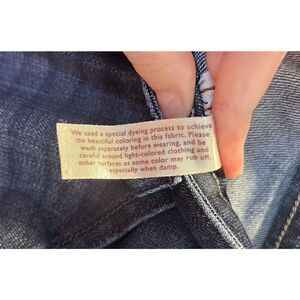 We used a special dyeing process to achieve
the beautiful coloring in this fabric. Please
wash separately before wearing, and be
careful around light-colored clothing and
other surfaces as some color may rub off,
especially when damp.